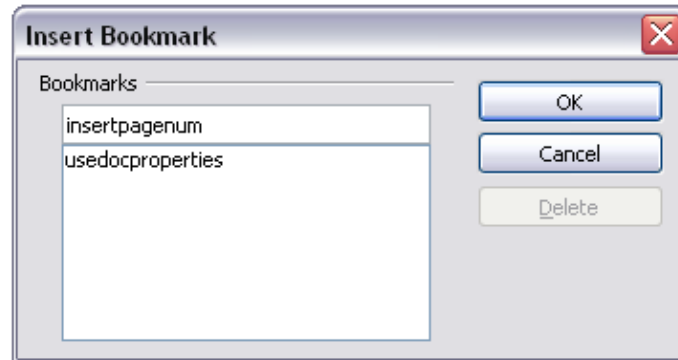 Insert Bookmark
Bookmarks
insertpagenum
usedocproperties
OK
Cancel
Delete